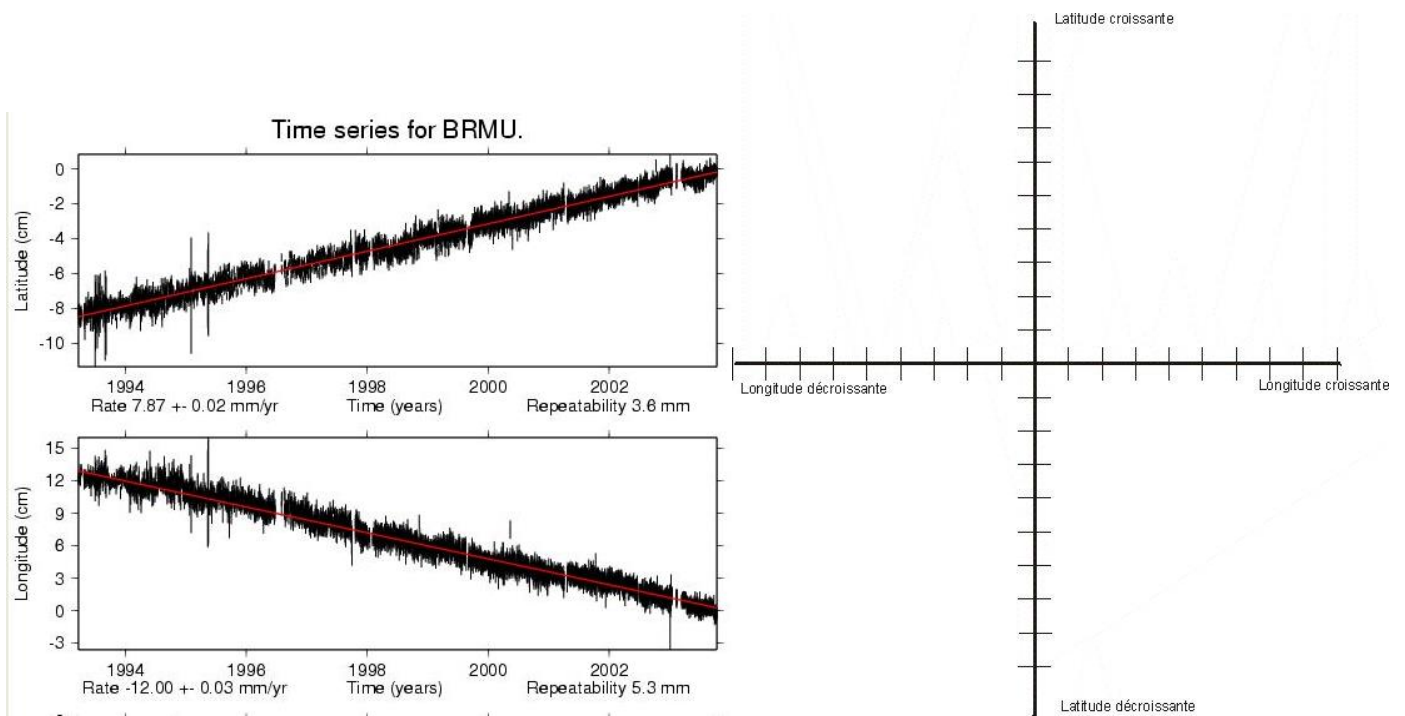 Time series for BRMU.
0
-2
-4
-6
-8
-10
Latitude (cm)
1994 1996 1998 2000 2002
Rate 7.87 +- 0.02 mm/yr Time (years) Repeatability 3.6 mm
15
12
9
6
3
0
-3
Longitude (cm)
1994 1996 1998 2000 2002
Rate -12.00 +- 0.03 mm/yr Time (years) Repeatability 5.3 mm
Latitude croissante
Longitude décroissante
Longitude croissante
Latitude décroissante